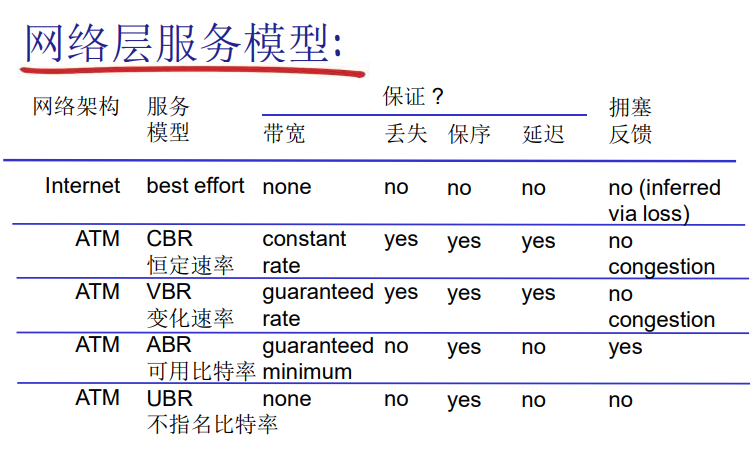 网络层服务模型:
保证 ?
网络架构 服务 模型 带宽 丢失 保序 延迟 拥塞 反馈
Internet best effort none no no no no (inferred via loss)
ATM CBR 恒定速率 constant rate yes yes yes no congestion
ATM VBR 变化速率 guaranteed rate yes yes yes no congestion
ATM ABR 可用比特率 guaranteed minimum no yes no yes
ATM UBR 不指名比特率 none no yes no no